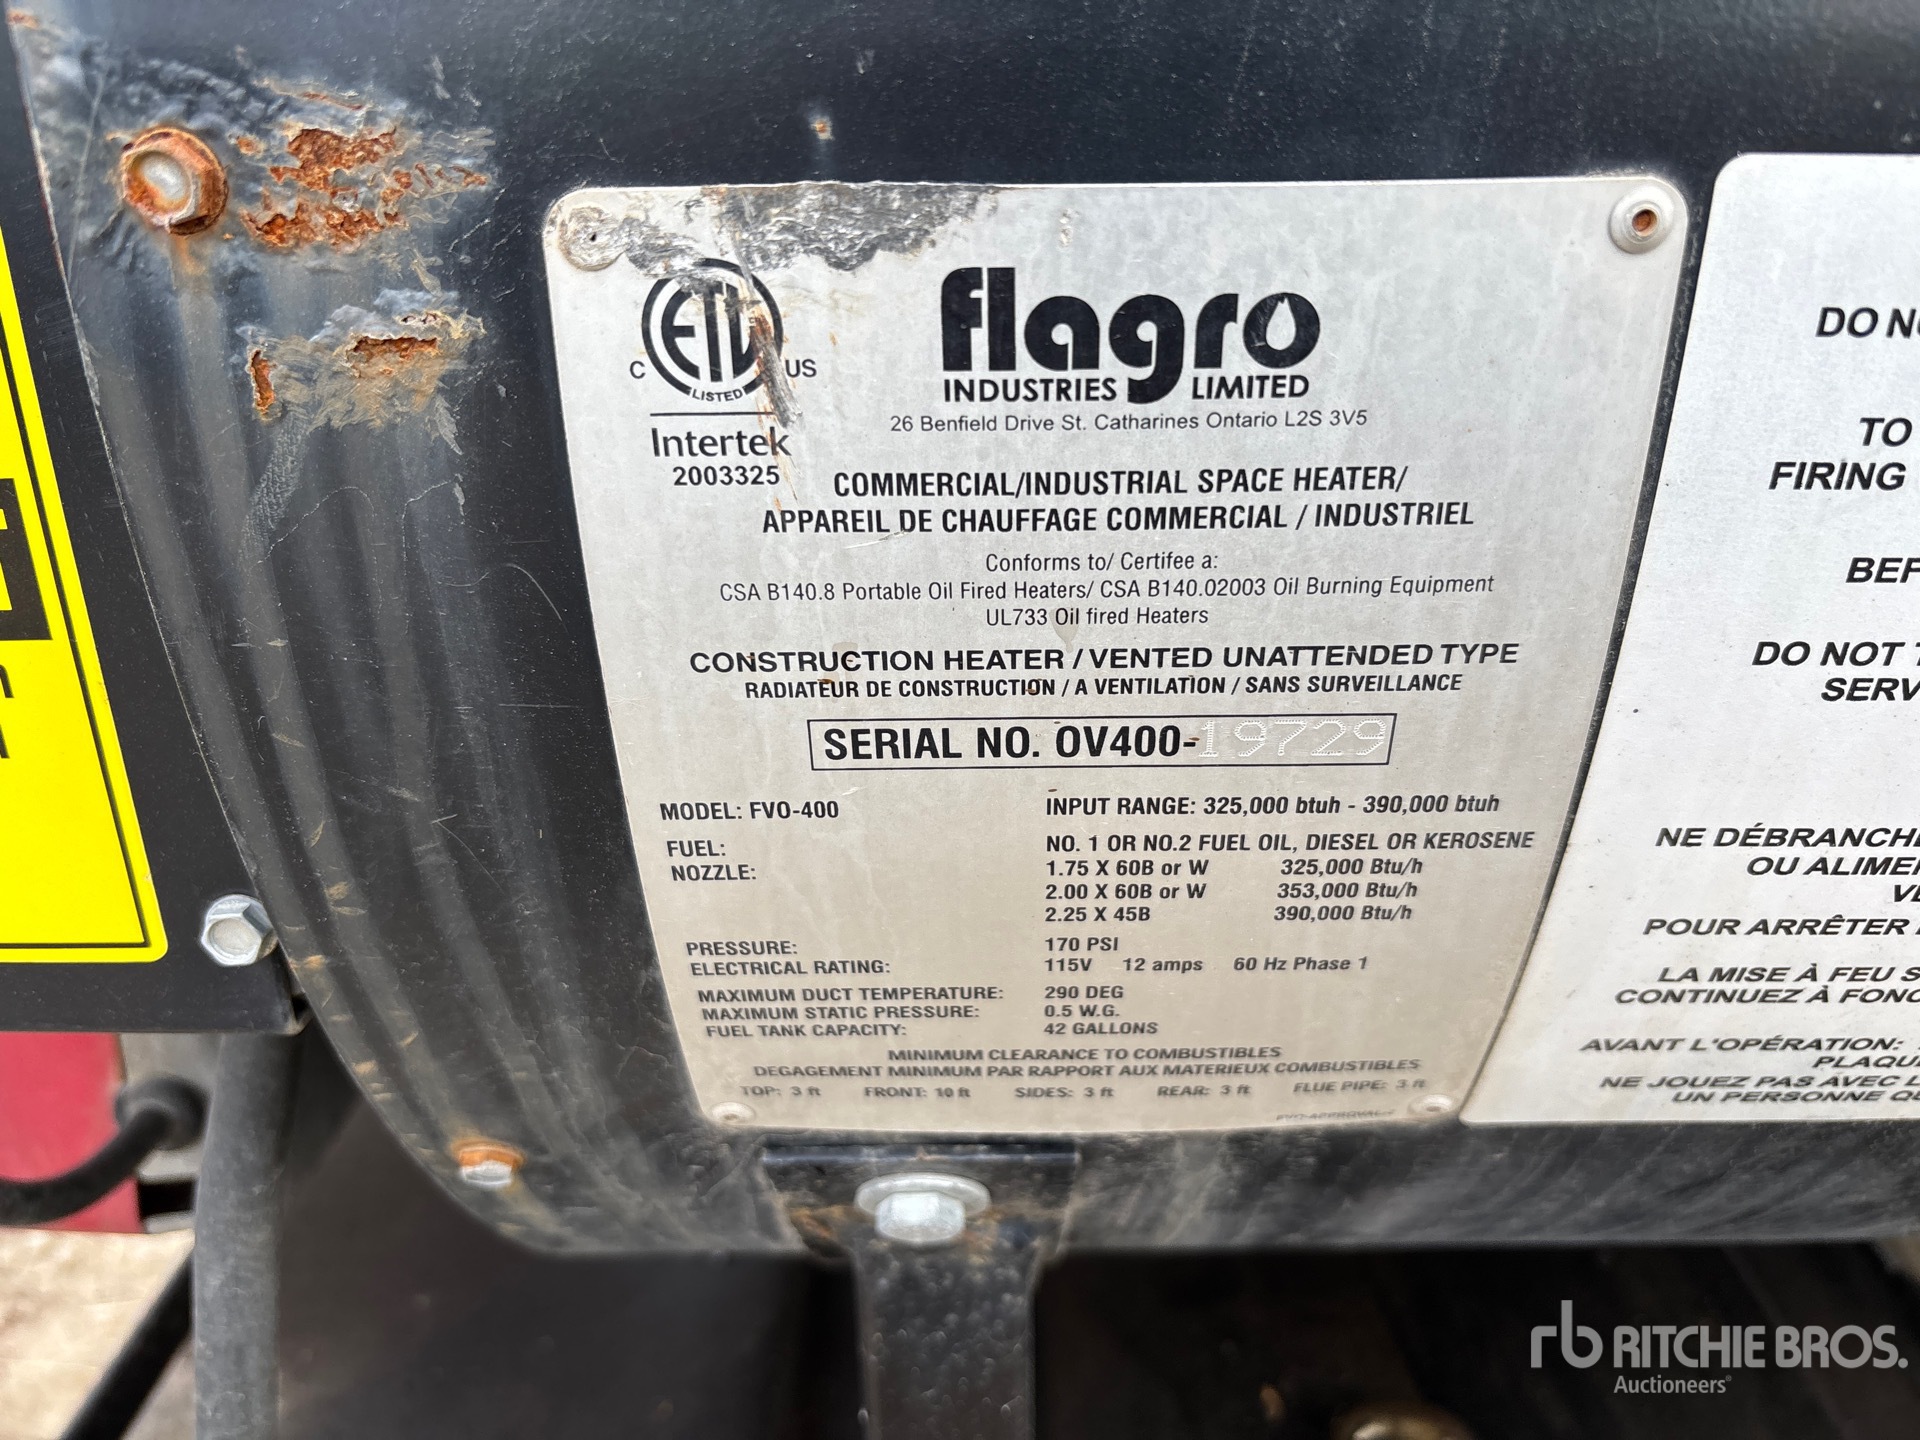 ETL
LISTED
C US
Intertek
2003325
flagro
INDUSTRIES LIMITED
26 Benfield Drive St. Catharines Ontario L2S 3V5
COMMERCIAL/INDUSTRIAL SPACE HEATER/
APPAREIL DE CHAUFFAGE COMMERCIAL / INDUSTRIEL
Conforms to/ Certifee a:
CSA B140.8 Portable Oil Fired Heaters/ CSA B140.02003 Oil Burning Equipment
UL733 Oil fired Heaters
CONSTRUCTION HEATER / VENTED UNATTENDED TYPE
RADIATEUR DE CONSTRUCTION / A VENTILATION / SANS SURVEILLANCE
SERIAL NO. OV400-19729
MODEL: FVO-400 INPUT RANGE: 325,000 btuh - 390,000 btuh
FUEL: NO. 1 OR NO.2 FUEL OIL, DIESEL OR KEROSENE
NOZZLE: 1.75 X 60B or W 325,000 Btu/h
2.00 X 60B or W 353,000 Btu/h
2.25 X 45B 390,000 Btu/h
PRESSURE: 170 PSI
ELECTRICAL RATING: 115V 12 amps 60 Hz Phase 1
MAXIMUM DUCT TEMPERATURE: 290 DEG
MAXIMUM STATIC PRESSURE: 0.5 W.G.
FUEL TANK CAPACITY: 42 GALLONS
MINIMUM CLEARANCE TO COMBUSTIBLES
DEGAGEMENT MINIMUM PAR RAPPORT AUX MATERIEUX COMBUSTIBLES
TOP: 3 ft FRONT: 10 ft SIDES: 3 ft REAR: 3 ft FLUE PIPE: 3 ft
DO NO
TO
FIRING
BEF
DO NOT T
SERV
NE DÉBRANCHE
OU ALIME
VE
POUR ARRÊTER
LA MISE À FEU S
CONTINUEZ À FONC
AVANT L'OPÉRATION:
PLAQU
NE JOUEZ PAS AVEC L
UN PERSONNE QU
rb RITCHIE BROS.
Auctioneers